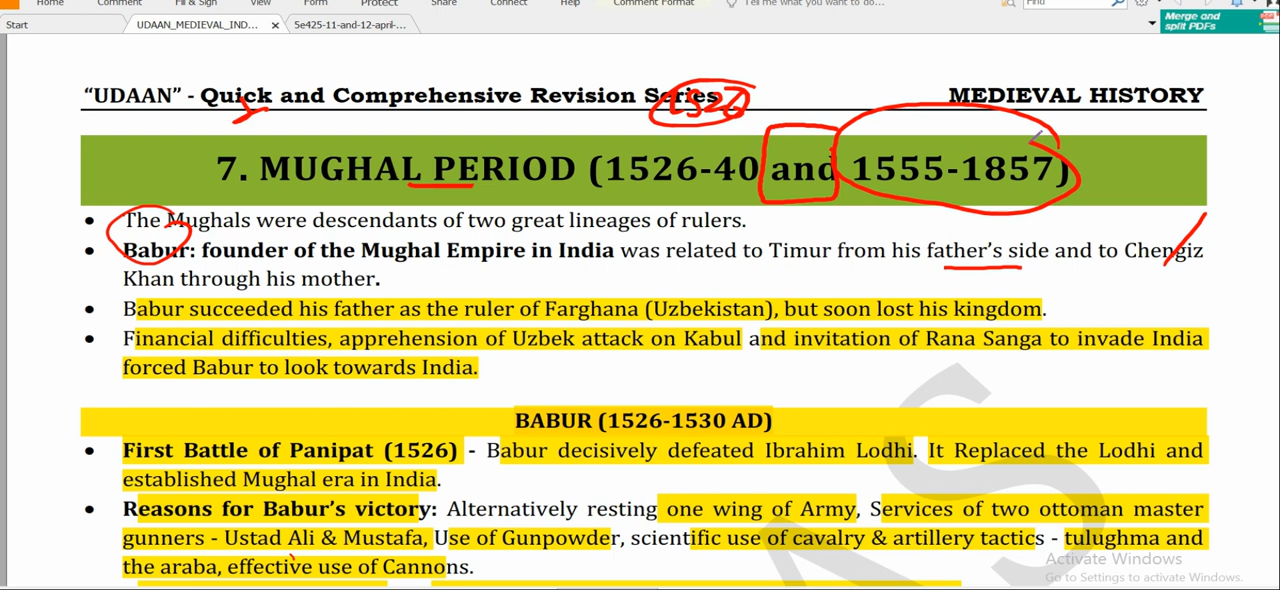 Home Edit Fill & Sign View Form Protect Share Connect Help Comment Format Tell me what you want to do... Find
Start UDAAN_MEDIEVAL_IND... × 5e425-11-and-12-april-...
Merge and
split PDFs
"UDAAN" - Quick and Comprehensive Revision Series MEDIEVAL HISTORY
1526
7. MUGHAL PERIOD (1526-40 and 1555-1857)
• The Mughals were descendants of two great lineages of rulers.
• Babur: founder of the Mughal Empire in India was related to Timur from his father's side and to Chengiz
Khan through his mother.
• Babur succeeded his father as the ruler of Farghana (Uzbekistan), but soon lost his kingdom.
• Financial difficulties, apprehension of Uzbek attack on Kabul and invitation of Rana Sanga to invade India
forced Babur to look towards India.
BABUR (1526-1530 AD)
• First Battle of Panipat (1526) - Babur decisively defeated Ibrahim Lodhi. It Replaced the Lodhi and
established Mughal era in India.
• Reasons for Babur's victory: Alternatively resting one wing of Army, Services of two ottoman master
gunners - Ustad Ali & Mustafa, Use of Gunpowder, scientific use of cavalry & artillery tactics - tulughma and
the araba, effective use of Cannons.
Activate Windows
Go to Settings to activate Windows.